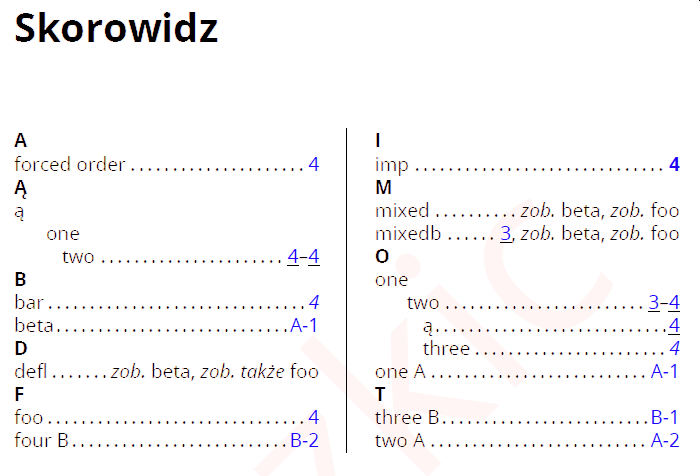 Skorowidz
A
forced order . . . . . . . . . . . . . . . . . . . . . 4
Ą
ą
one
two . . . . . . . . . . . . . . . . . . . . . . 4–4
B
bar . . . . . . . . . . . . . . . . . . . . . . . . . . . . . . 4
beta . . . . . . . . . . . . . . . . . . . . . . . . . . . . A-1
D
defl . . . . . . . zob. beta, zob. także foo
F
foo . . . . . . . . . . . . . . . . . . . . . . . . . . . . . . 4
four B . . . . . . . . . . . . . . . . . . . . . . . . . . B-2
I
imp . . . . . . . . . . . . . . . . . . . . . . . . . . . . . 4
M
mixed . . . . . . . . . . zob. beta, zob. foo
mixedb . . . . . . 3, zob. beta, zob. foo
O
one
two . . . . . . . . . . . . . . . . . . . . . . . . 3–4
ą . . . . . . . . . . . . . . . . . . . . . . . . . . . . 4
three . . . . . . . . . . . . . . . . . . . . . . . 4
one A . . . . . . . . . . . . . . . . . . . . . . . . . . A-1
T
three B . . . . . . . . . . . . . . . . . . . . . . . . . B-1
two A . . . . . . . . . . . . . . . . . . . . . . . . . . A-2